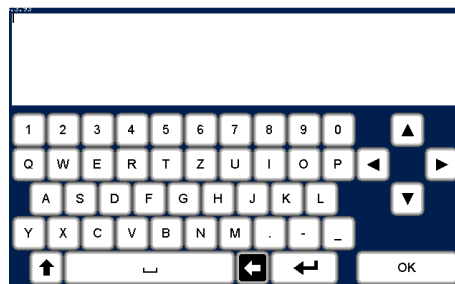 1 2 3 4 5 6 7 8 9 0
Q W E R T Z U I O P
A S D F G H J K L
Y X C V B N M . - _
OK